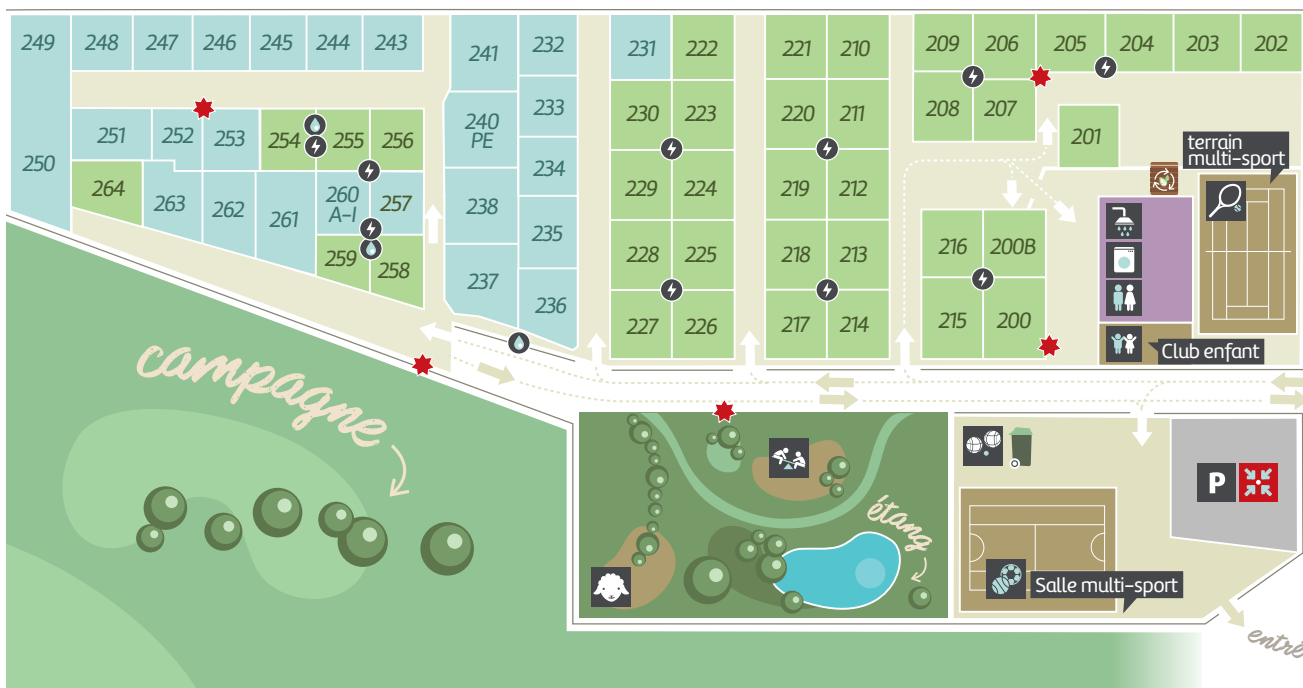 249 248 247 246 245 244 243
241 232
231 222
221 210
209 206 205 204 203 202
250
251 252 253 254 255 256
240
PE
233
230 223
220 211
208 207
201
terrain
multi-sport
264 263 262 261
260
A-I
257
259 258
238 234
229 224
219 212
235
216 200B
228 225
218 213
237 236
227 226
217 214
215 200
Club enfant
campagne
étang
P
Salle multi-sport
entré